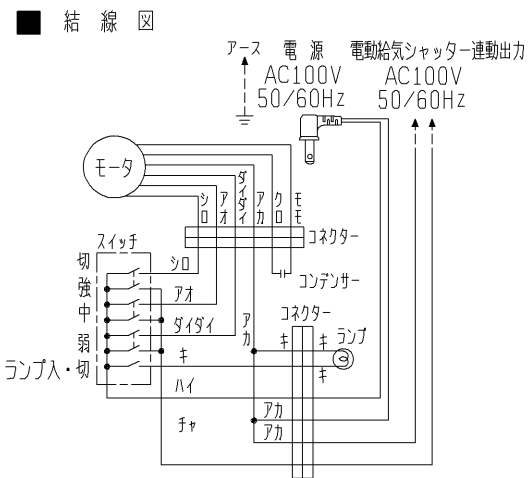 ■ 結線図
アース 電源 電動給気シャッター連動出力
AC100V AC100V
50/60Hz 50/60Hz
モータ
シロ アオ ダイダイ アカ クロ モモ
コネクター
スイッチ
切 シロ
強
コンデンサー
アオ
中
コネクター
ダイダイ アカ キ キ ランプ
弱
キ
ランプ入・切
キ
ハイ
アカ
チャ
アカ